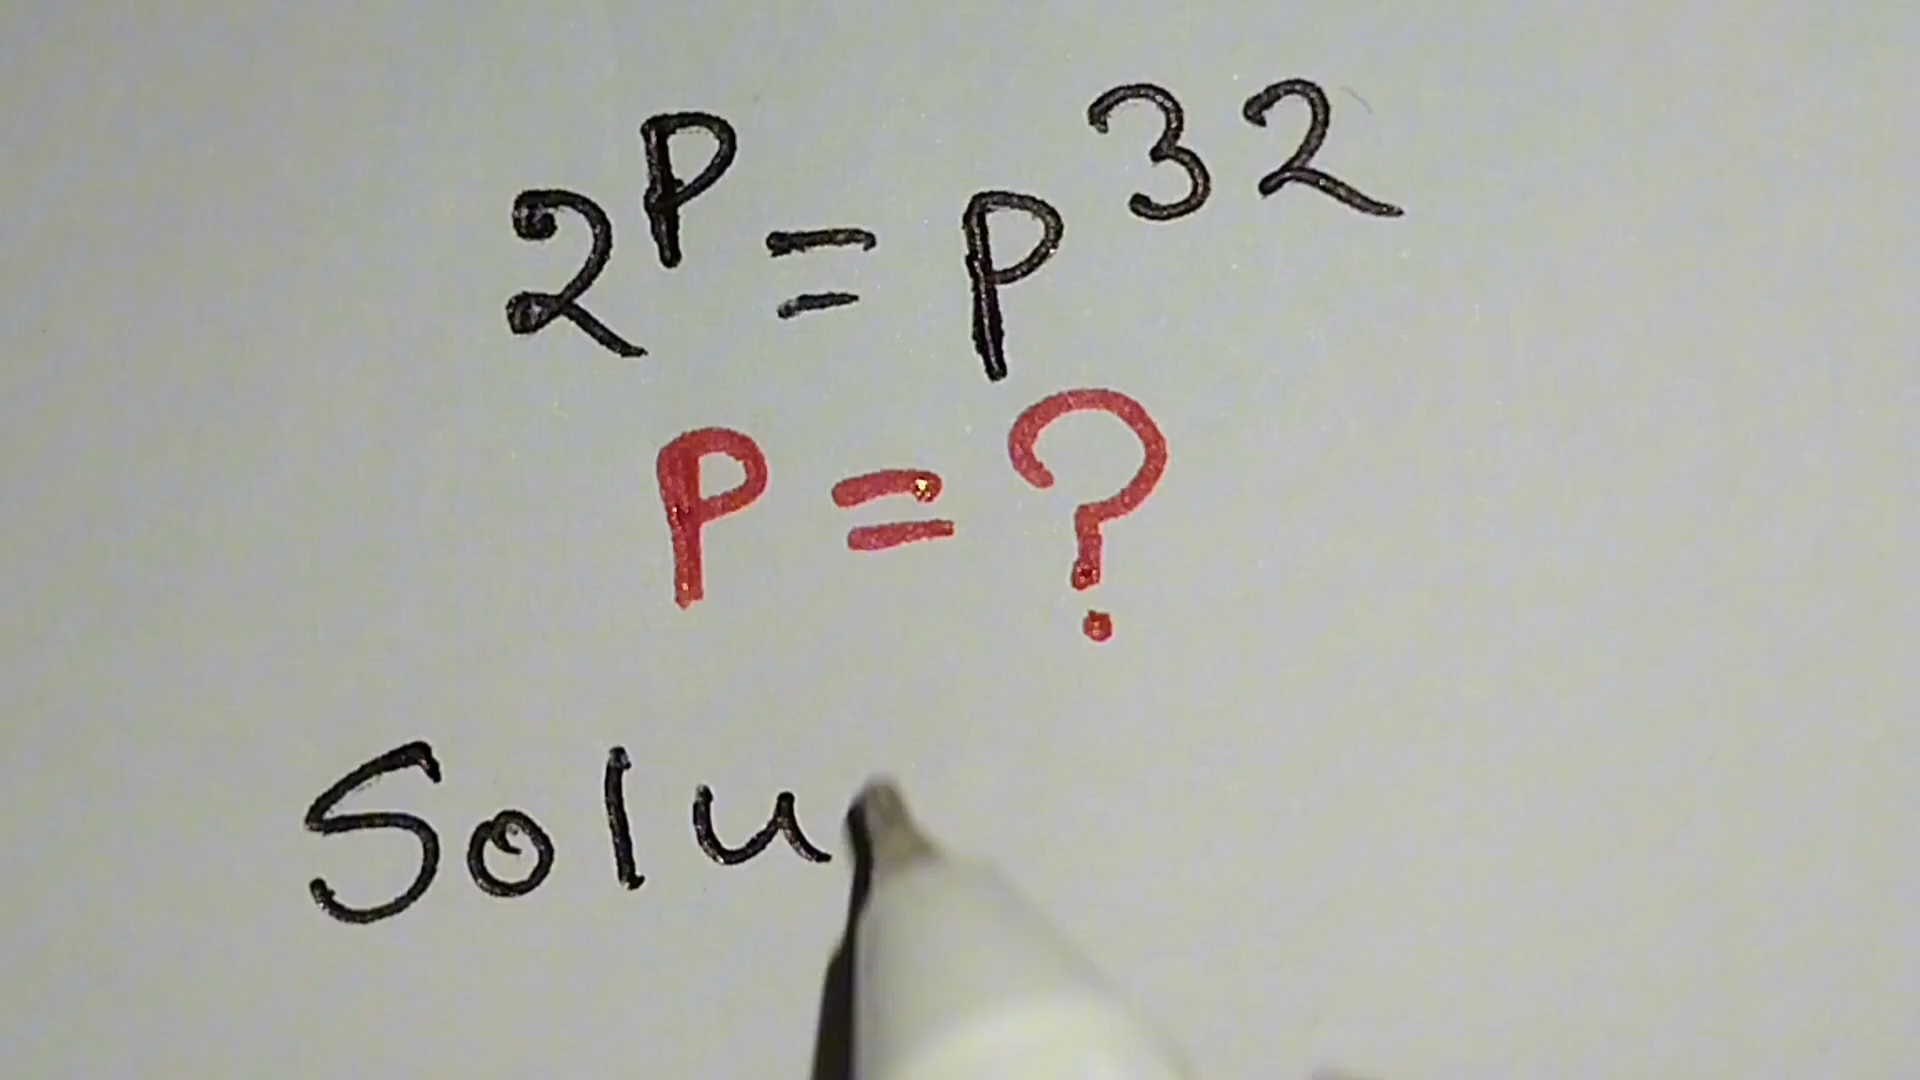 2^P = P^32
P = ?
Solu